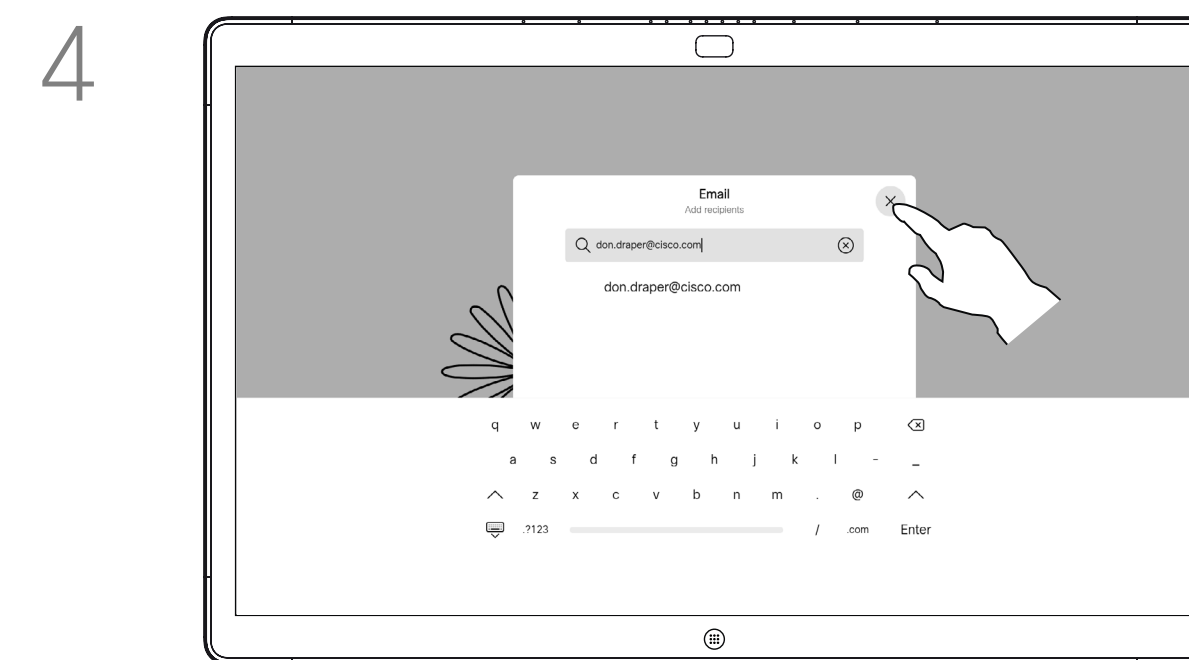 4
Email
Add recipients
don.draper@cisco.com
don.draper@cisco.com
q w e r t y u i o p
a s d f g h j k l - _
z x c v b n m . @
.?123 / .com Enter